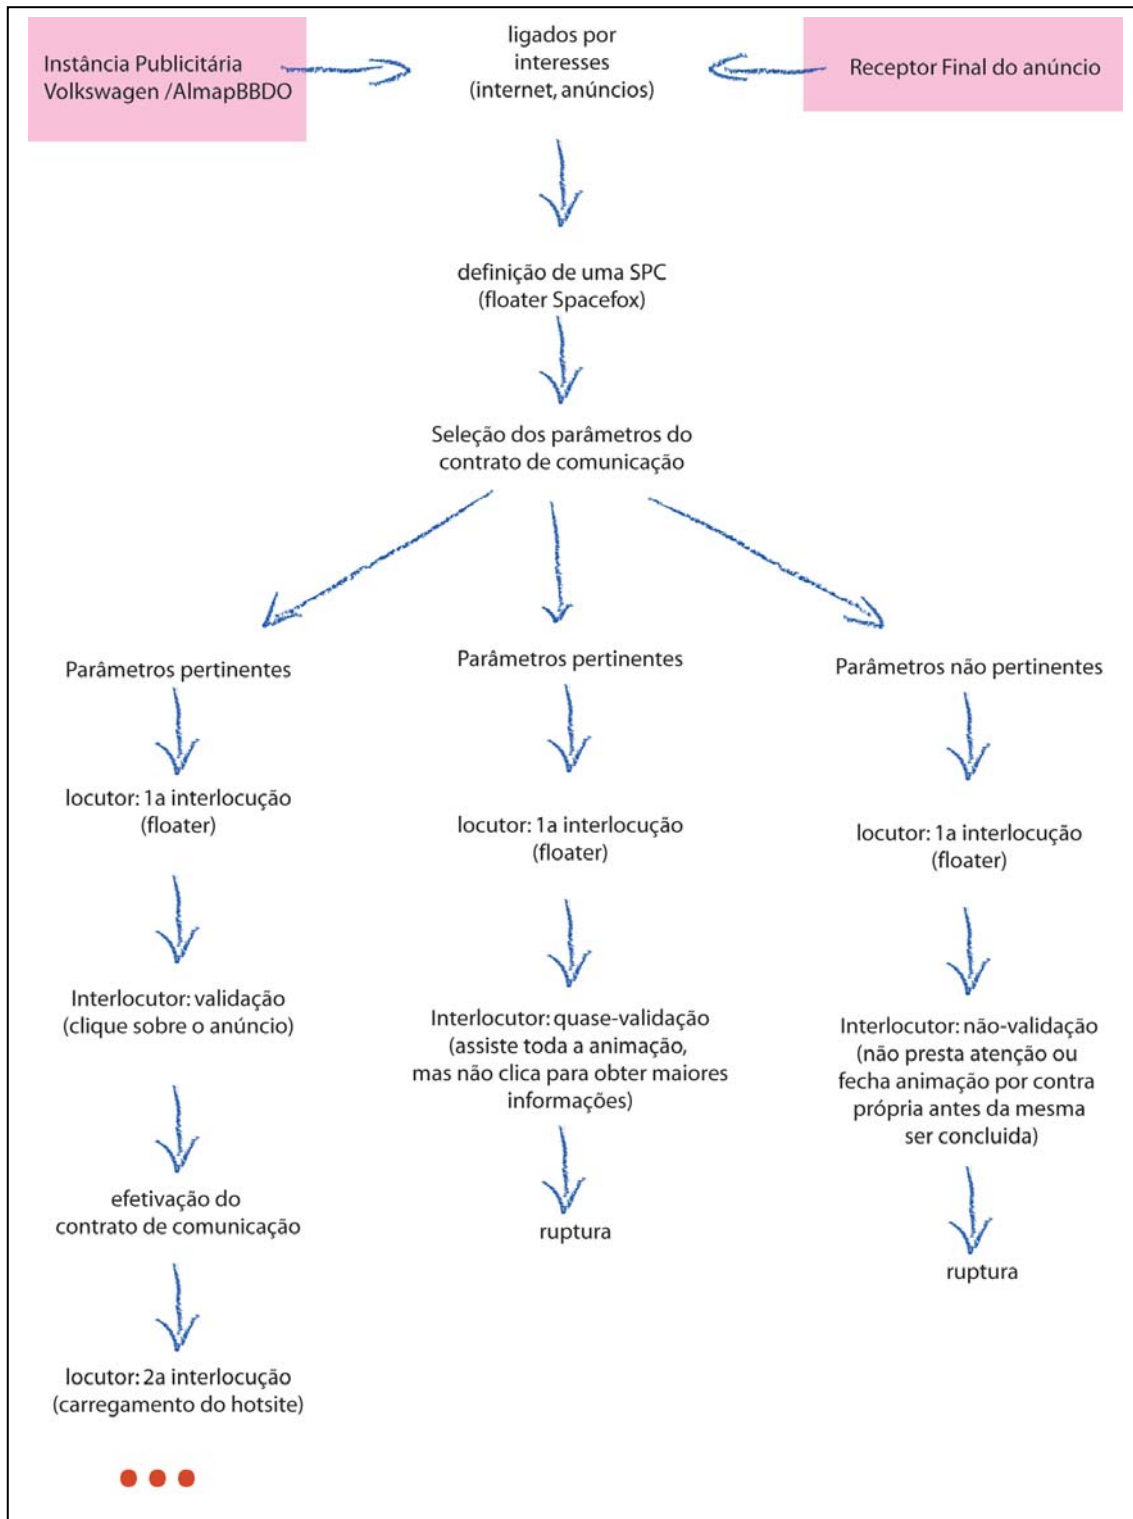 Instância Publicitária
Volkswagen /AlmapBBDO
ligados por
interesses
(internet, anúncios)
Receptor Final do anúncio
definição de uma SPC
(floater Spacefox)
Seleção dos parâmetros do
contrato de comunicação
Parâmetros pertinentes
locutor: 1a interlocução
(floater)
Interlocutor: validação
(clique sobre o anúncio)
efetivação do
contrato de comunicação
locutor: 2a interlocução
(carregamento do hotsite)
Parâmetros pertinentes
locutor: 1a interlocução
(floater)
Interlocutor: quase-validação
(assiste toda a animação,
mas não clica para obter maiores
informações)
ruptura
Parâmetros não pertinentes
locutor: 1a interlocução
(floater)
Interlocutor: não-validação
(não presta atenção ou
fecha animação por contra
própria antes da mesma
ser concluida)
ruptura